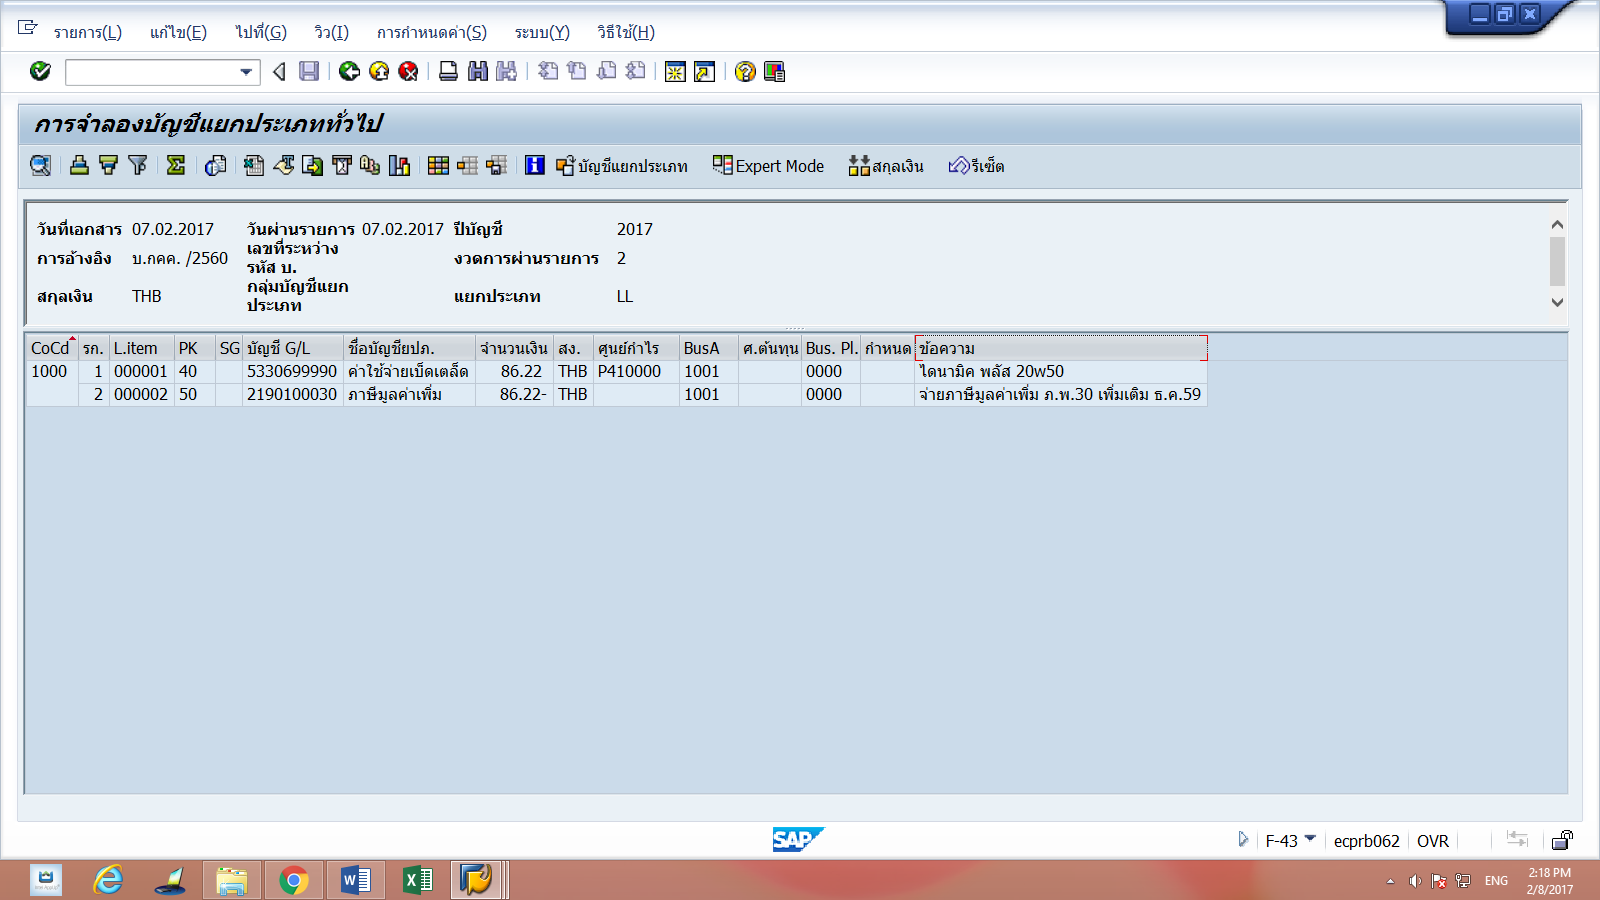 รายการ(L) แก้ไข(E) ไปที่(G) วิว(I) การกำหนดค่า(S) ระบบ(Y) วิธีใช้(H)
การจำลองบัญชีแยกประเภททั่วไป
บัญชีแยกประเภท Expert Mode สกุลเงิน รีเซ็ต
วันที่เอกสาร 07.02.2017 วันผ่านรายการ 07.02.2017 ปีบัญชี 2017
การอ้างอิง บ.กคค. /2560 เลขที่ระหว่างรหัส บ. งวดการผ่านรายการ 2
สกุลเงิน THB กลุ่มบัญชีแยกประเภท แยกประเภท LL
CoCd รก. L.item PK SG บัญชี G/L ชื่อบัญชียปภ. จำนวนเงิน สง. ศูนย์กำไร BusA ศ.ต้นทุน Bus. Pl. กำหนด ข้อความ
1000 1 000001 40 5330699990 ค่าใช้จ่ายเบ็ดเตล็ด 86.22 THB P410000 1001 0000 ไดนามิค พลัส 20w50
2 000002 50 2190100030 ภาษีมูลค่าเพิ่ม 86.22- THB 1001 0000 จ่ายภาษีมูลค่าเพิ่ม ภ.พ.30 เพิ่มเติม ธ.ค.59
SAP F-43 ecprb062 OVR
ENG 2:18 PM
2/8/2017